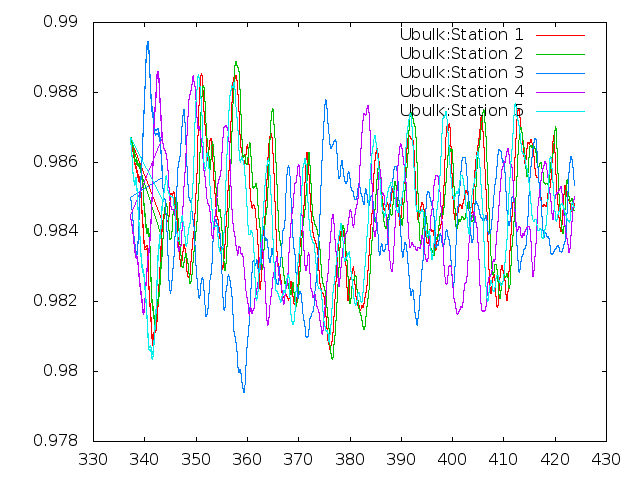 0.99
0.988
0.986
0.984
0.982
0.98
0.978
330 340 350 360 370 380 390 400 410 420 430
Ubulk:Station 1
Ubulk:Station 2
Ubulk:Station 3
Ubulk:Station 4
Ubulk:Station 5